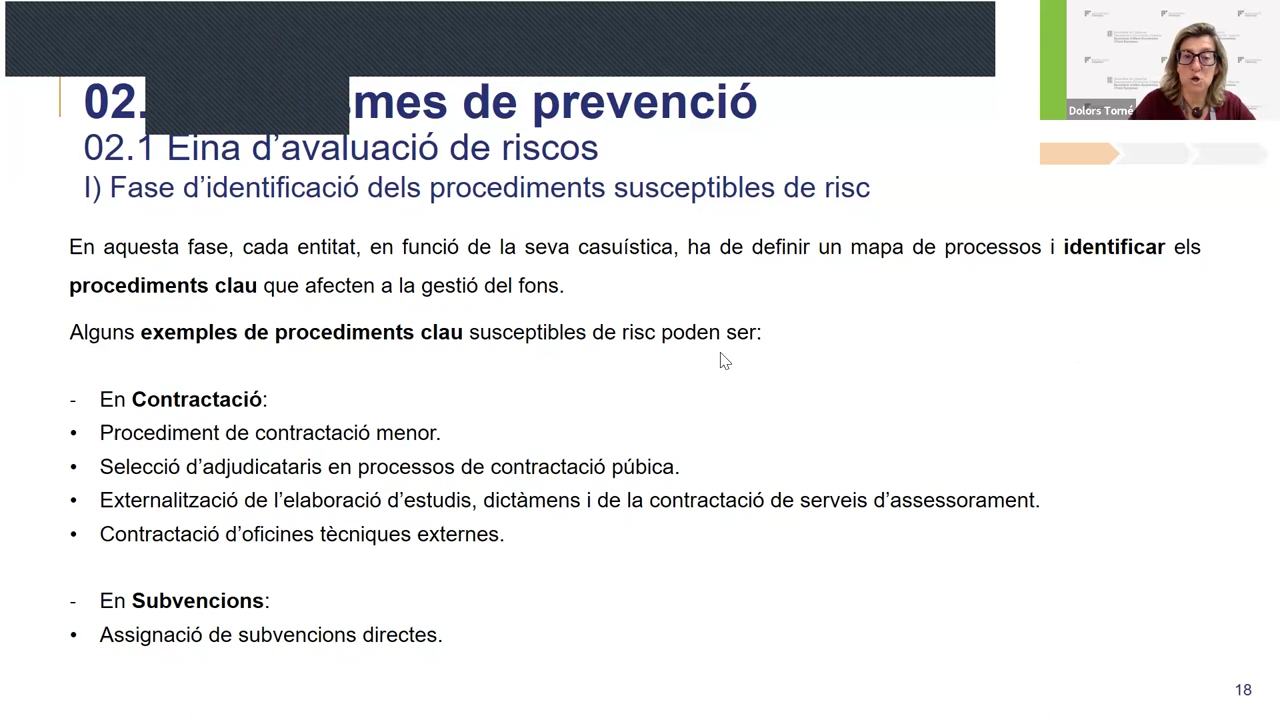 02. mes de prevenció
02.1 Eina d’avaluació de riscos
I) Fase d’identificació dels procediments susceptibles de risc
En aquesta fase, cada entitat, en funció de la seva casuística, ha de definir un mapa de processos i identificar els
procediments clau que afecten a la gestió del fons.
Alguns exemples de procediments clau susceptibles de risc poden ser:
- En Contractació:
• Procediment de contractació menor.
• Selecció d’adjudicataris en processos de contractació púbica.
• Externalització de l’elaboració d’estudis, dictàmens i de la contractació de serveis d’assessorament.
• Contractació d’oficines tècniques externes.
- En Subvencions:
• Assignació de subvencions directes.
18
Dolors Torné